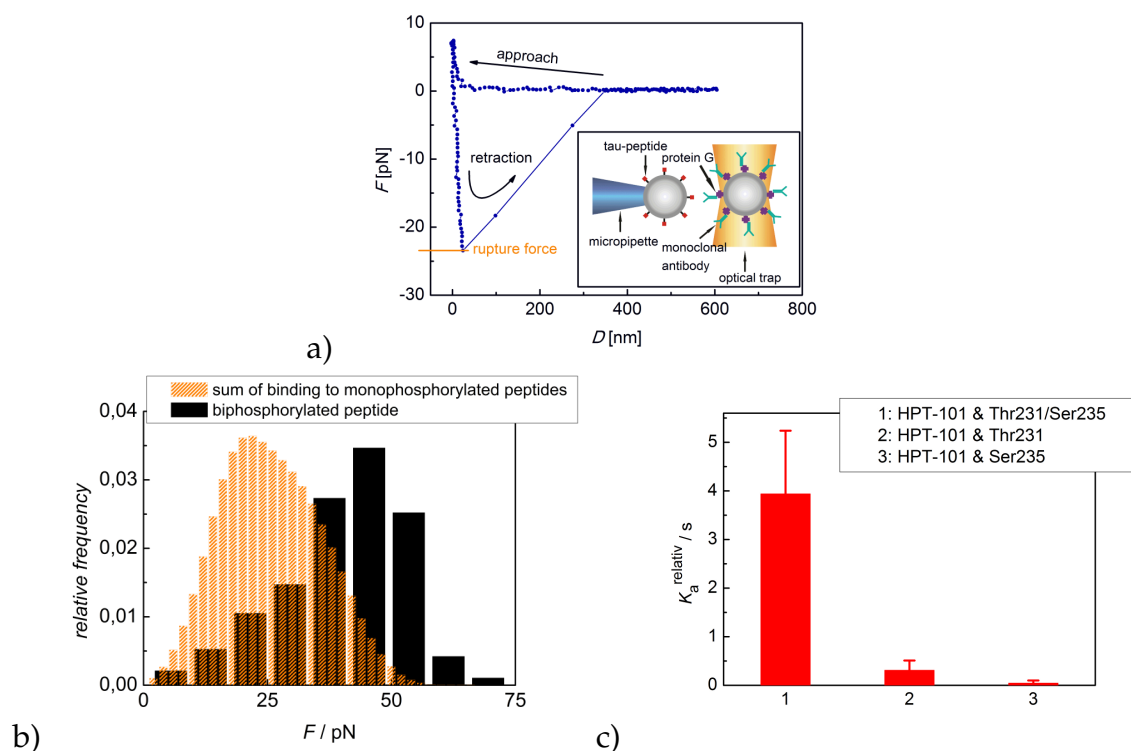 10
0
-10
-20
-30
F [pN]
approach
retraction
rupture force
tau-peptide
protein G
micropipette
monoclonal
antibody
optical trap
0 200 400 600 800
D [nm]
a)
sum of binding to monophosphorylated peptides
biphosphorylated peptide
0,04
0,03
0,02
0,01
0,00
relative frequency
0 25 50 75
F / pN
b)
1: HPT-101 & Thr231/Ser235
2: HPT-101 & Thr231
3: HPT-101 & Ser235
5
4
3
2
1
0
Ka relativ / s
1 2 3
c)